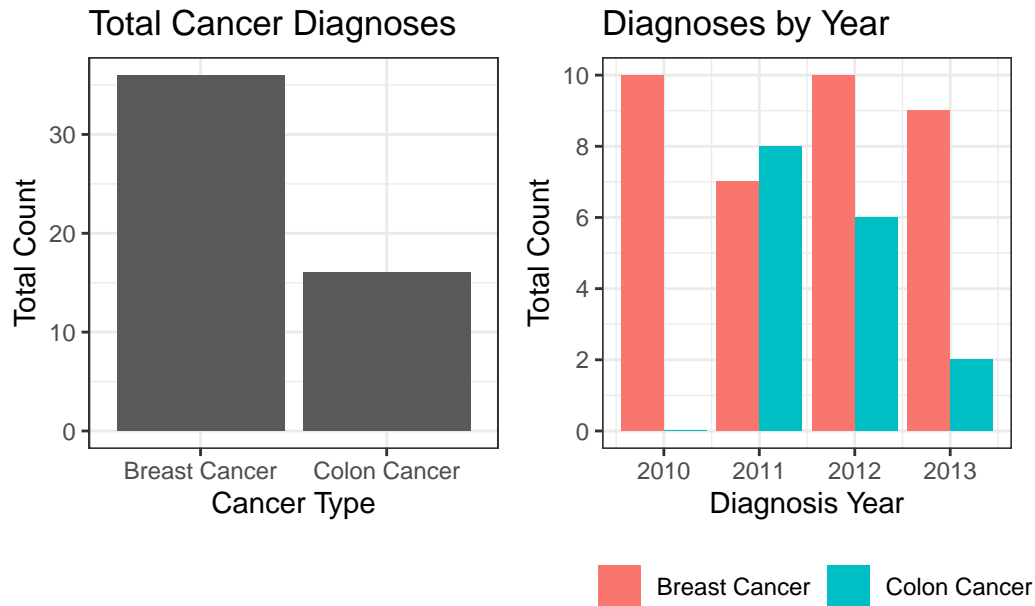 Total Cancer Diagnoses
Total Count
30
20
10
0
Breast Cancer
Colon Cancer
Cancer Type
Diagnoses by Year
Total Count
10
8
6
4
2
0
2010
2011
2012
2013
Diagnosis Year
Breast Cancer
Colon Cancer